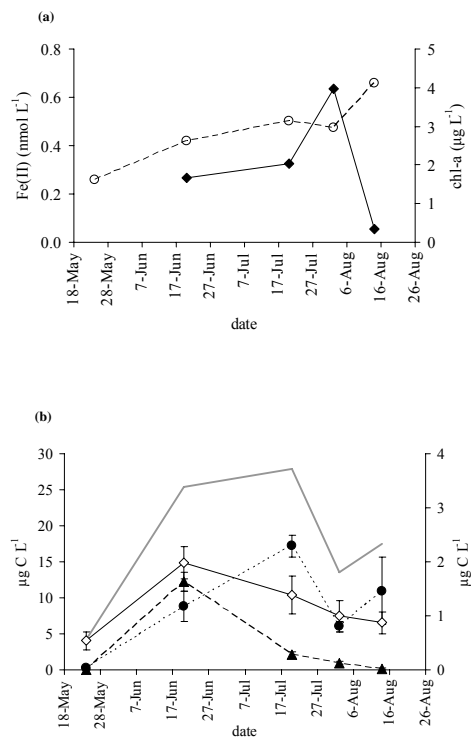 (a)
0.8
0.6
0.4
0.2
0.0
Fe(II) (nmol L⁻¹)
5
4
3
2
1
0
chl-a (μg L⁻¹)
18-May
28-May
7-Jun
17-Jun
27-Jun
7-Jul
17-Jul
27-Jul
6-Aug
16-Aug
26-Aug
date
(b)
30
25
20
15
10
5
0
μg C L⁻¹
4
3
2
1
0
μg C L⁻¹
18-May
28-May
7-Jun
17-Jun
27-Jun
7-Jul
17-Jul
27-Jul
6-Aug
16-Aug
26-Aug
date